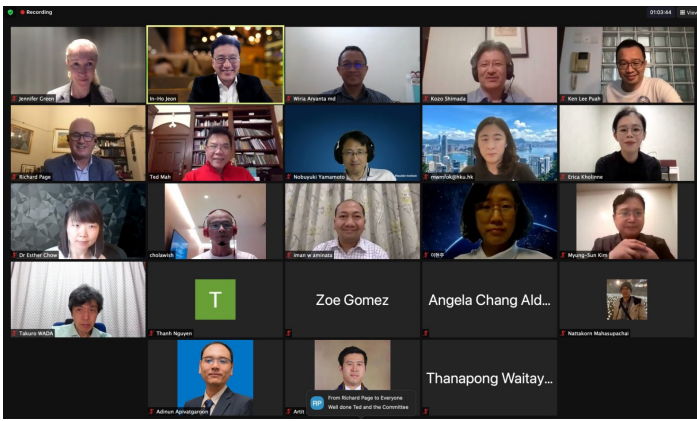 Recording
01:03:44
View
Jennifer Green
In-Ho Jeon
Wiria Aryanta md
Kozo Shimada
Ken Lee Puah
Richard Page
Ted Mah
Nobuyuki Yamamoto
mwmfok@hku.hk
Erica Kholinne
Dr Esther Chow
cholawish
iman w aminata
이현주
Myung-Sun Kim
Takuro WADA
T
Thanh Nguyen
Zoe Gomez
Angela Chang Ald...
Nattakorn Mahasupachai
Adinun Apivatgaroon
Artit
RP
From Richard Page to Everyone
Well done Ted and the Committee
Thanapong Waitay...